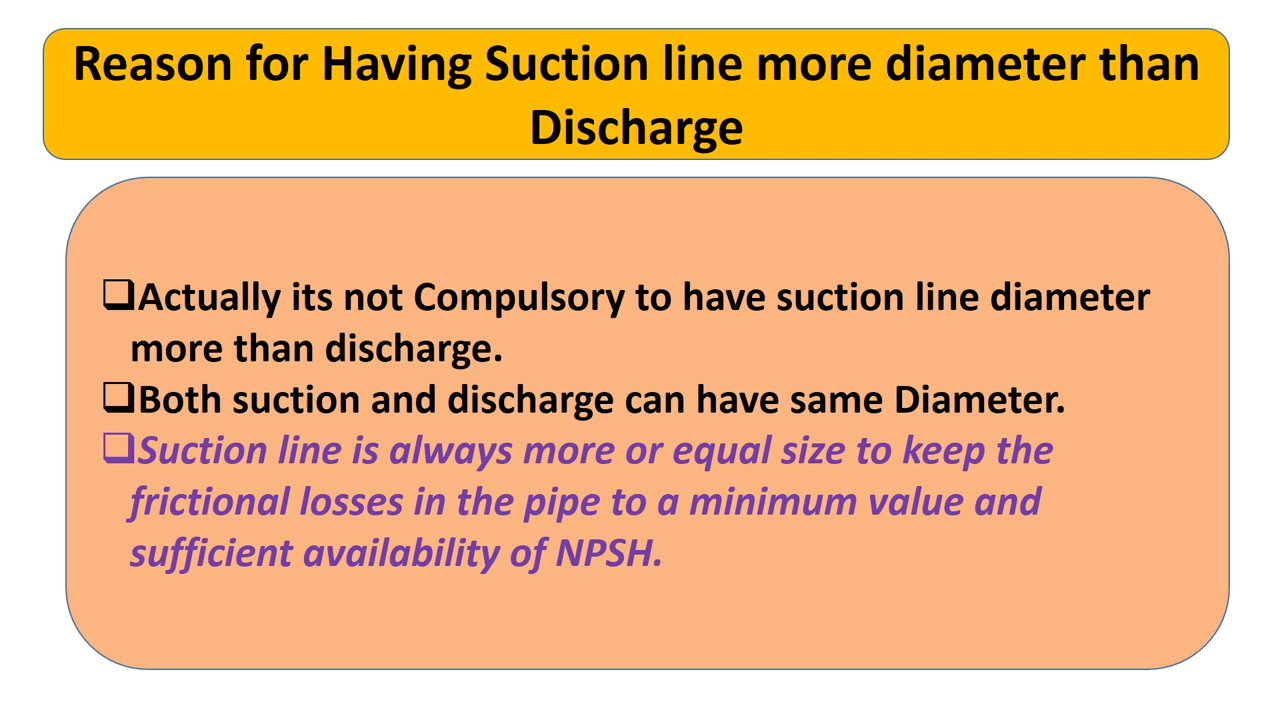 Reason for Having Suction line more diameter than
Discharge
❑Actually its not Compulsory to have suction line diameter
more than discharge.
❑Both suction and discharge can have same Diameter.
❑Suction line is always more or equal size to keep the
frictional losses in the pipe to a minimum value and
sufficient availability of NPSH.